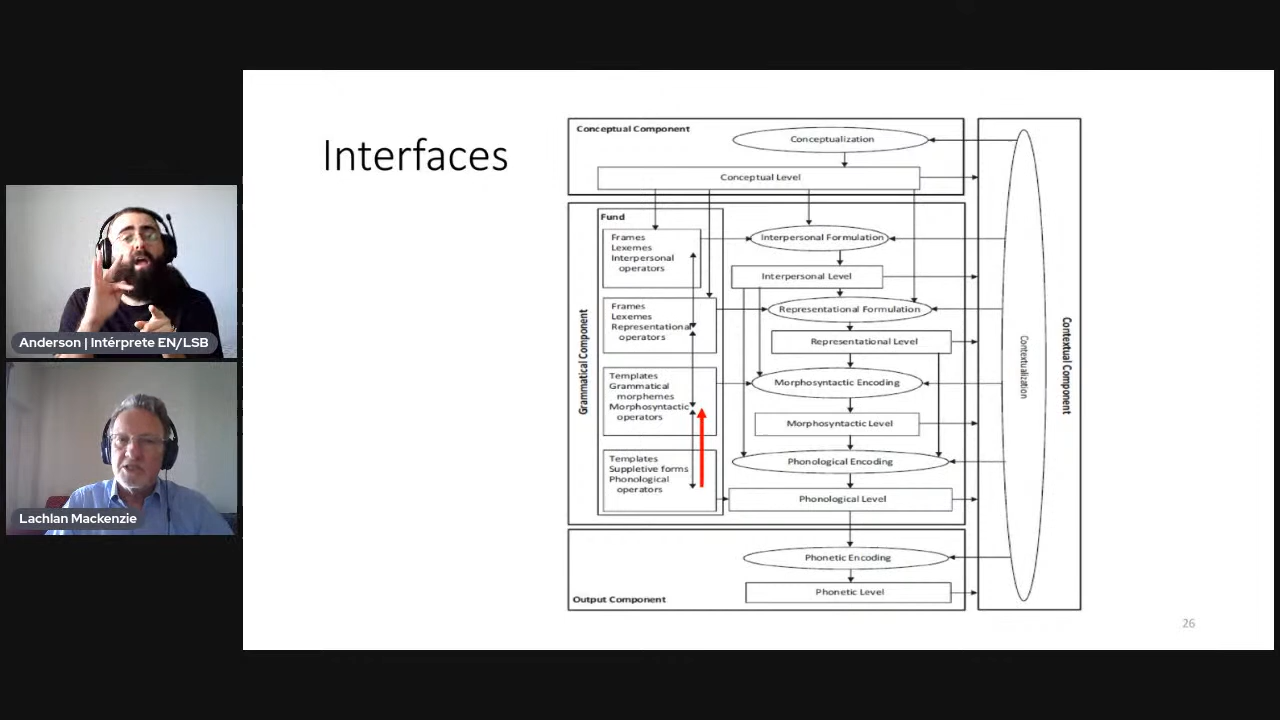 Interfaces
Conceptual Component
Conceptualization
Conceptual Level
Fund
Frames
Lexemes
Interpersonal
operators
Interpersonal Formulation
Interpersonal Level
Frames
Lexemes
Representational
operators
Representational Formulation
Representational Level
Templates
Grammatical
morphemes
Morphosyntactic
operators
Morphosyntactic Encoding
Morphosyntactic Level
Templates
Suppletive forms
Phonological
operators
Phonological Encoding
Phonological Level
Grammatical Component
Phonetic Encoding
Phonetic Level
Output Component
Contextualization
Contextual Component
26
Anderson | Intérprete EN/LSB
Lachlan Mackenzie